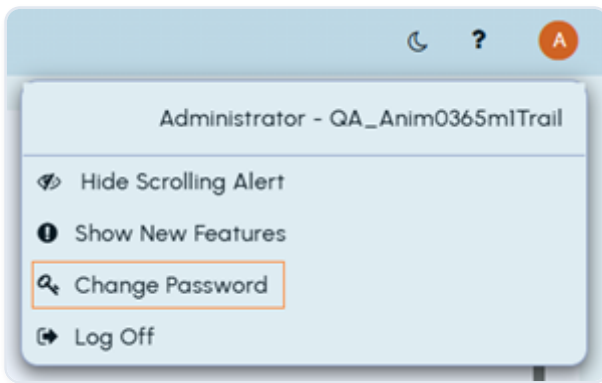 ?
A
Administrator - QA_Anim0365m1Trail
Hide Scrolling Alert
Show New Features
Change Password
Log Off